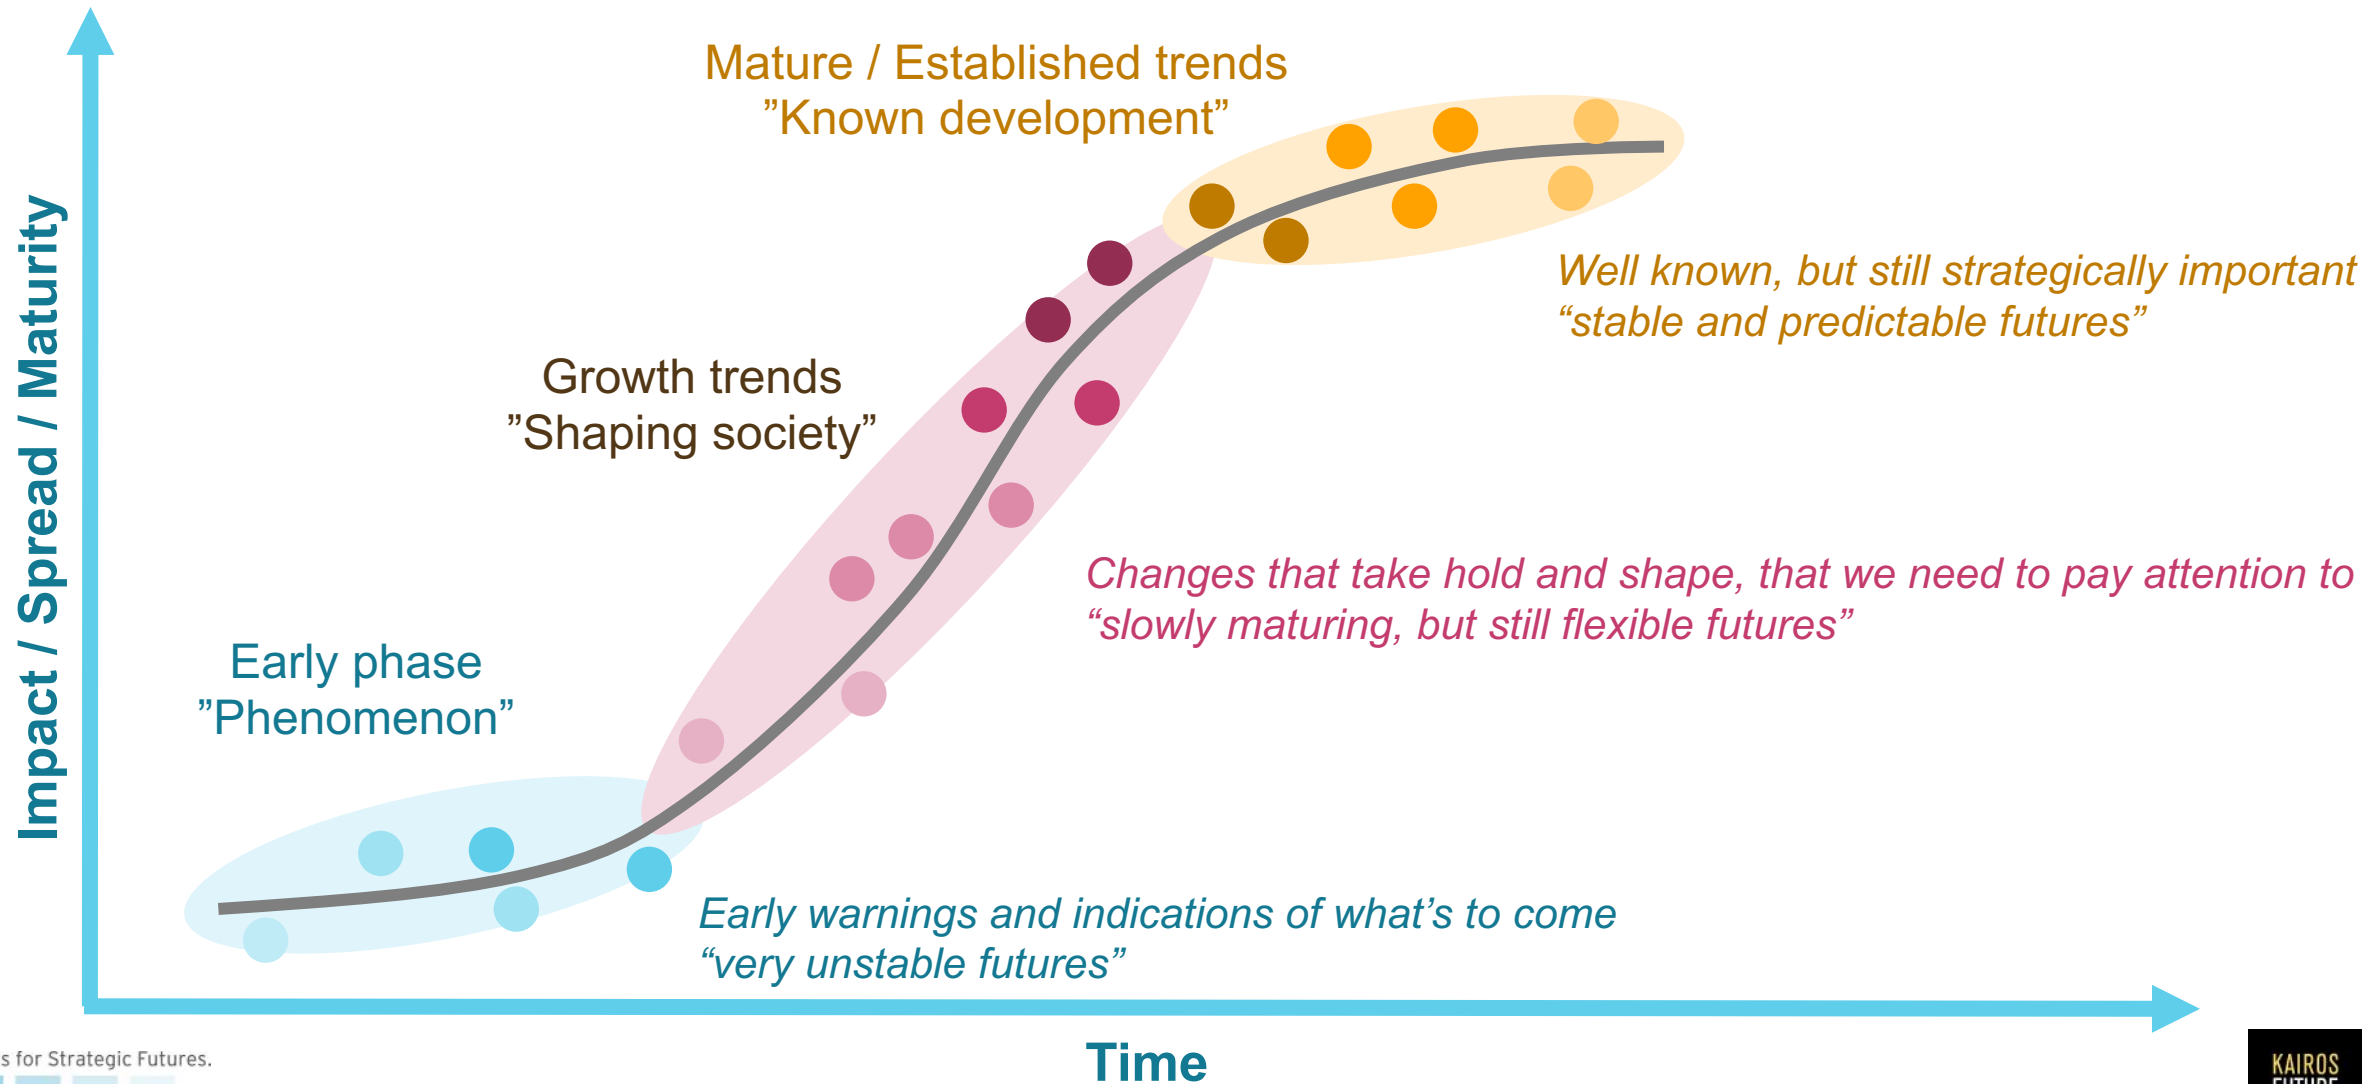 Mature / Established trends
”Known development”
Well known, but still strategically important
“stable and predictable futures”
Growth trends
”Shaping society”
Changes that take hold and shape, that we need to pay attention to
“slowly maturing, but still flexible futures”
Early phase
”Phenomenon”
Early warnings and indications of what’s to come
“very unstable futures”
Impact / Spread / Maturity
Time
s for Strategic Futures.
KAIROS
FUTURE